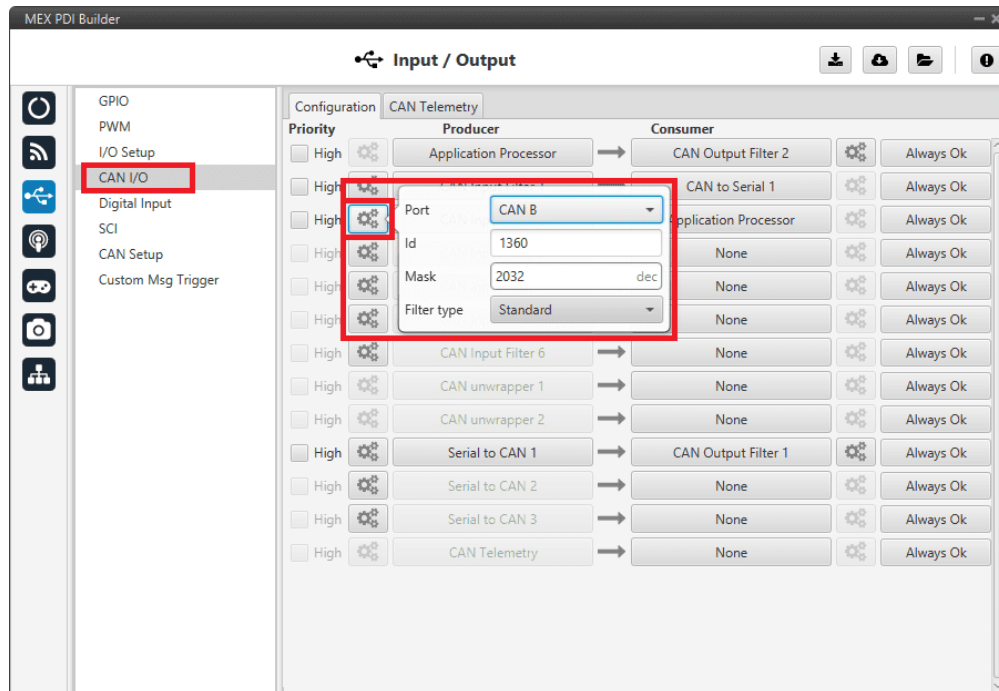 MEX PDI Builder
Input / Output
GPIO
PWM
I/O Setup
CAN I/O
Digital Input
SCI
CAN Setup
Custom Msg Trigger
Configuration CAN Telemetry
Priority Producer Consumer
High Application Processor CAN Output Filter 2 Always Ok
High CAN to Serial 1 Always Ok
High Application Processor Always Ok
Port CAN B
Id 1360
Mask 2032 dec
Filter type Standard
High None Always Ok
High None Always Ok
High None Always Ok
High CAN Input Filter 6 None Always Ok
High CAN unwrapper 1 None Always Ok
High CAN unwrapper 2 None Always Ok
High Serial to CAN 1 CAN Output Filter 1 Always Ok
High Serial to CAN 2 None Always Ok
High Serial to CAN 3 None Always Ok
High CAN Telemetry None Always Ok